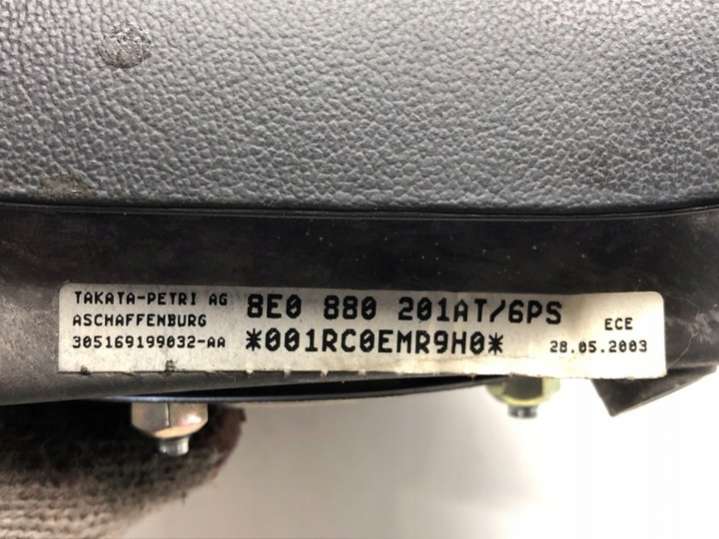 TAKATA-PETRI AG
ASCHAFFENBURG
305169199032-AA
8E0 880 201AT/6PS
*001RC0EMR9H0*
ECE
28.05.2003